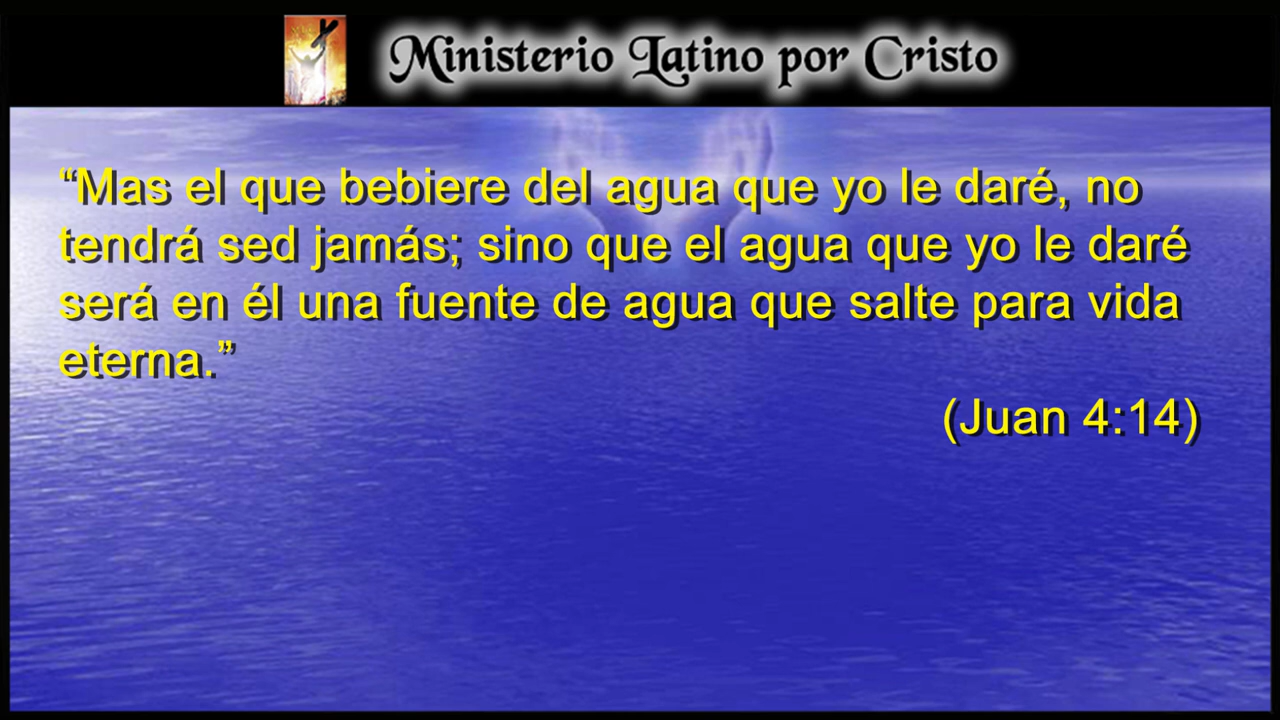 Ministerio Latino por Cristo
“Mas el que bebiere del agua que yo le daré, no
tendrá sed jamás; sino que el agua que yo le daré
será en él una fuente de agua que salte para vida
eterna.”
(Juan 4:14)